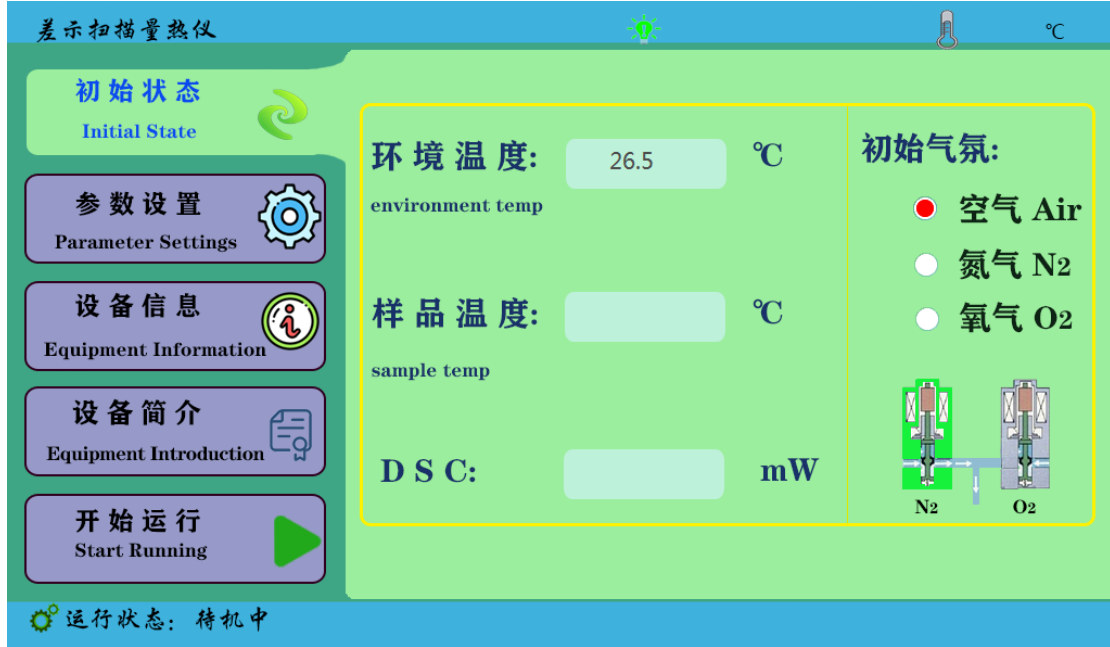 差示扫描量热仪
℃
初始状态
Initial State
参数设置
Parameter Settings
设备信息
Equipment Information
设备简介
Equipment Introduction
开始运行
Start Running
环境温度: 26.5 ℃
environment temp
样品温度: ℃
sample temp
DSC: mW
初始气氛:
空气 Air
氮气 N2
氧气 O2
N2 O2
运行状态: 待机中